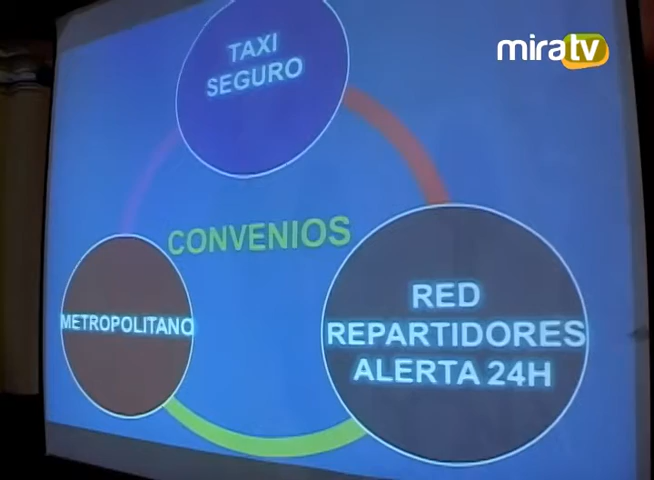 miratv
TAXI
SEGURO
CONVENIOS
METROPOLITANO
RED
REPARTIDORES
ALERTA 24H